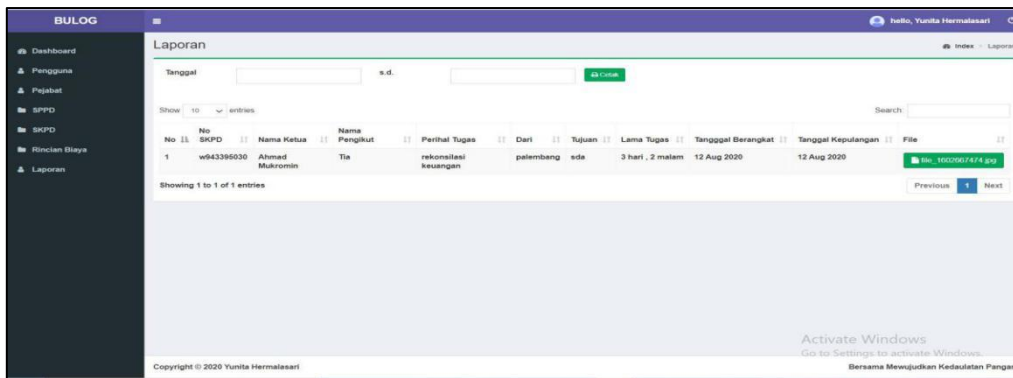 BULOG
hello, Yunita Hermalasari
Dashboard
Pengguna
Pejabat
SPPD
SKPD
Rincian Biaya
Laporan
Laporan
Index Laporan
Tanggal s.d. Cetak
Show 10 entries Search:
No No SKPD Nama Ketua Nama Pengikut Perihal Tugas Dari Tujuan Lama Tugas Tangggal Berangkat Tanggal Kepulangan File
1 w943395030 Ahmad Mukromin Tia rekonsilasi keuangan palembang sda 3 hari , 2 malam 12 Aug 2020 12 Aug 2020 file_1602667474.jpg
Showing 1 to 1 of 1 entries
Previous 1 Next
Activate Windows
Go to Settings to activate Windows.
Copyright © 2020 Yunita Hermalasari
Bersama Mewujudkan Kedaulatan